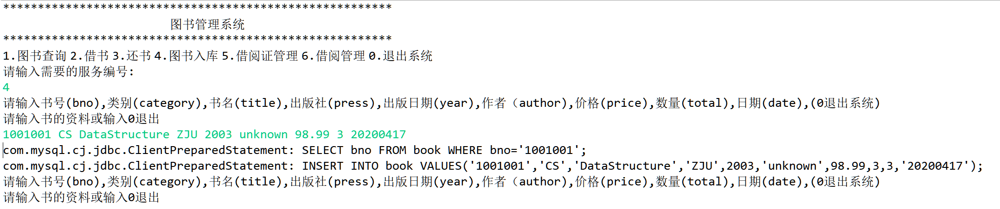 ********************************************************
图书管理系统
********************************************************
1.图书查询 2.借书 3.还书 4.图书入库 5.借阅证管理 6.借阅管理 0.退出系统
请输入需要的服务编号:
4
请输入书号(bno),类别(category),书名(title),出版社(press),出版日期(year),作者（author),价格(price),数量(total),日期(date),(0退出系统)
请输入书的资料或输入0退出
1001001 CS DataStructure ZJU 2003 unknown 98.99 3 20200417
com.mysql.cj.jdbc.ClientPreparedStatement: SELECT bno FROM book WHERE bno='1001001';
com.mysql.cj.jdbc.ClientPreparedStatement: INSERT INTO book VALUES('1001001','CS','DataStructure','ZJU',2003,'unknown',98.99,3,3,'20200417');
请输入书号(bno),类别(category),书名(title),出版社(press),出版日期(year),作者（author),价格(price),数量(total),日期(date),(0退出系统)
请输入书的资料或输入0退出